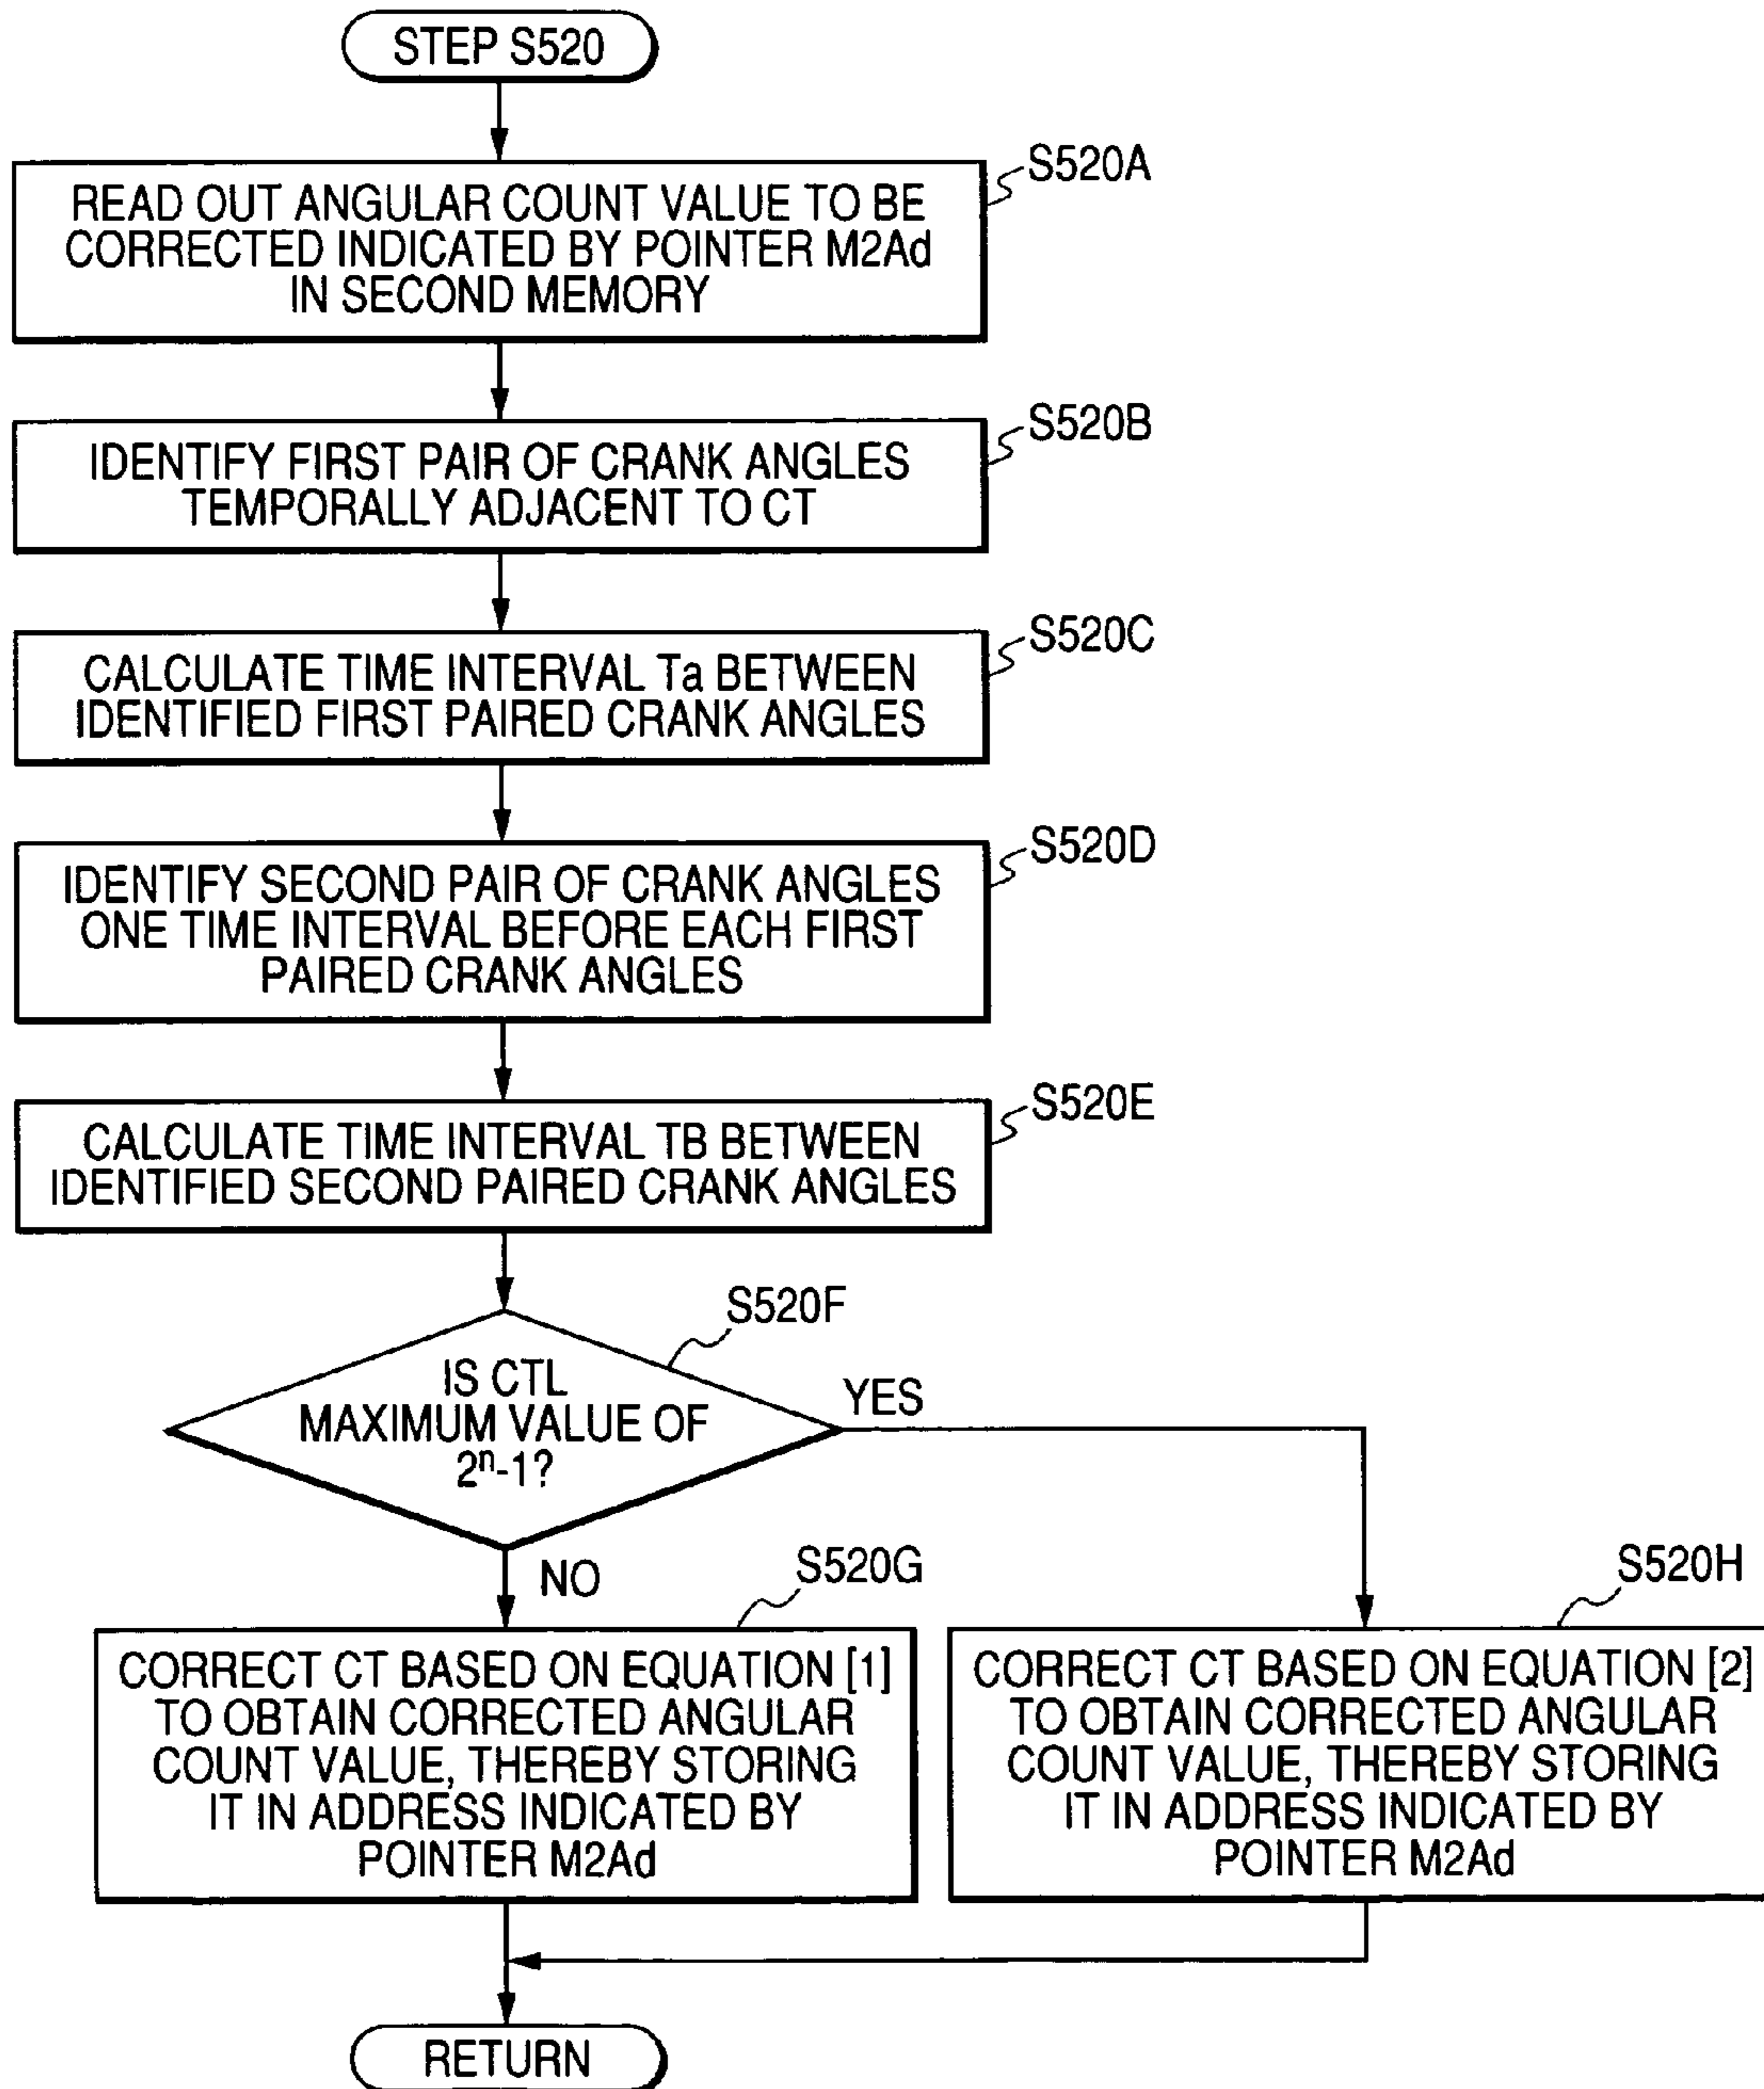 STEP S520
S520A
READ OUT ANGULAR COUNT VALUE TO BE
CORRECTED INDICATED BY POINTER M2Ad
IN SECOND MEMORY
S520B
IDENTIFY FIRST PAIR OF CRANK ANGLES
TEMPORALLY ADJACENT TO CT
S520C
CALCULATE TIME INTERVAL Ta BETWEEN
IDENTIFIED FIRST PAIRED CRANK ANGLES
S520D
IDENTIFY SECOND PAIR OF CRANK ANGLES
ONE TIME INTERVAL BEFORE EACH FIRST
PAIRED CRANK ANGLES
S520E
CALCULATE TIME INTERVAL TB BETWEEN
IDENTIFIED SECOND PAIRED CRANK ANGLES
S520F
IS CTL
MAXIMUM VALUE OF
2ⁿ-1?
YES
NO
S520G
CORRECT CT BASED ON EQUATION [1]
TO OBTAIN CORRECTED ANGULAR
COUNT VALUE, THEREBY STORING
IT IN ADDRESS INDICATED BY
POINTER M2Ad
S520H
CORRECT CT BASED ON EQUATION [2]
TO OBTAIN CORRECTED ANGULAR
COUNT VALUE, THEREBY STORING
IT IN ADDRESS INDICATED BY
POINTER M2Ad
RETURN